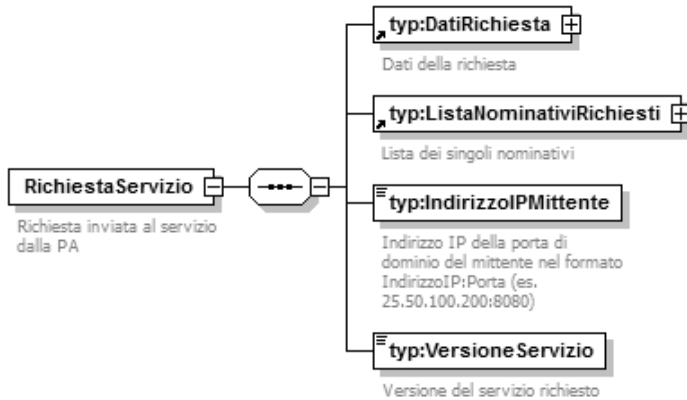 typ:DatiRichiesta
Dati della richiesta
typ:ListaNominativiRichiesti
Lista dei singoli nominativi
RichiestaServizio
Richiesta inviata al servizio
dalla PA
typ:IndirizzoIPMittente
Indirizzo IP della porta di
dominio del mittente nel formato
IndirizzoIP:Porta (es.
25.50.100.200:8080)
typ:VersioneServizio
Versione del servizio richiesto